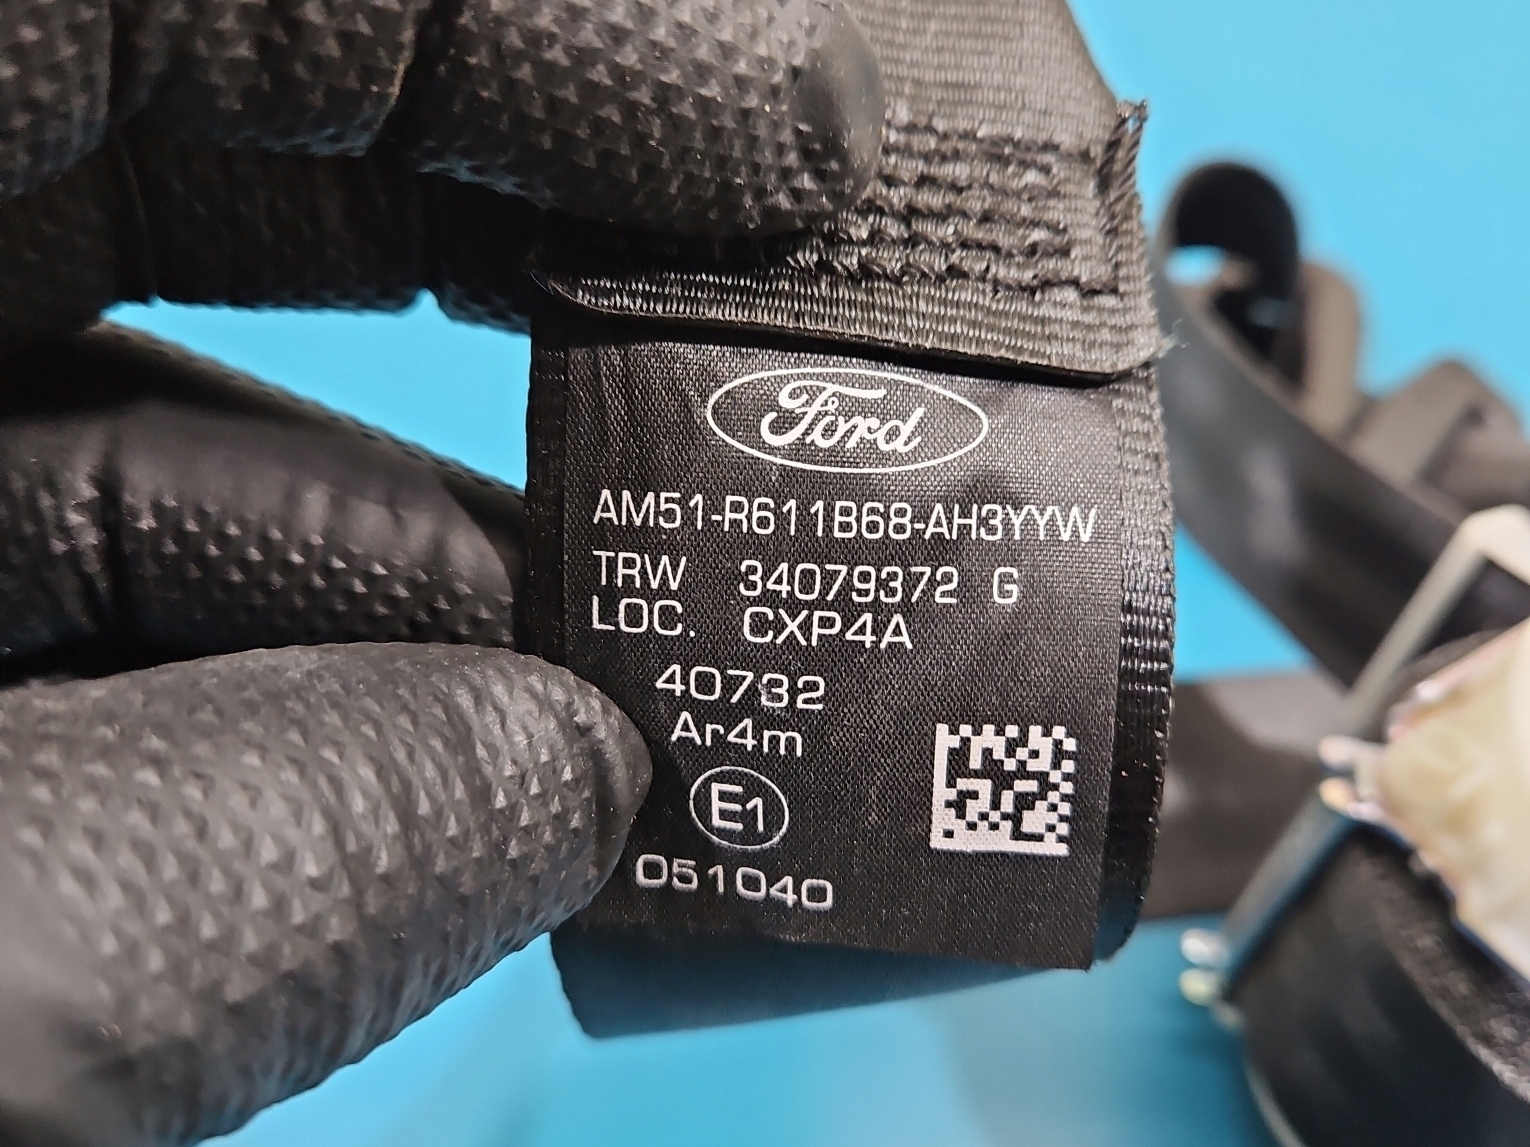 Ford
AM51-R611B68-AH3YYW
TRW 34079372 G
LOC. CXP4A
40732
Ar4m
E1
051040